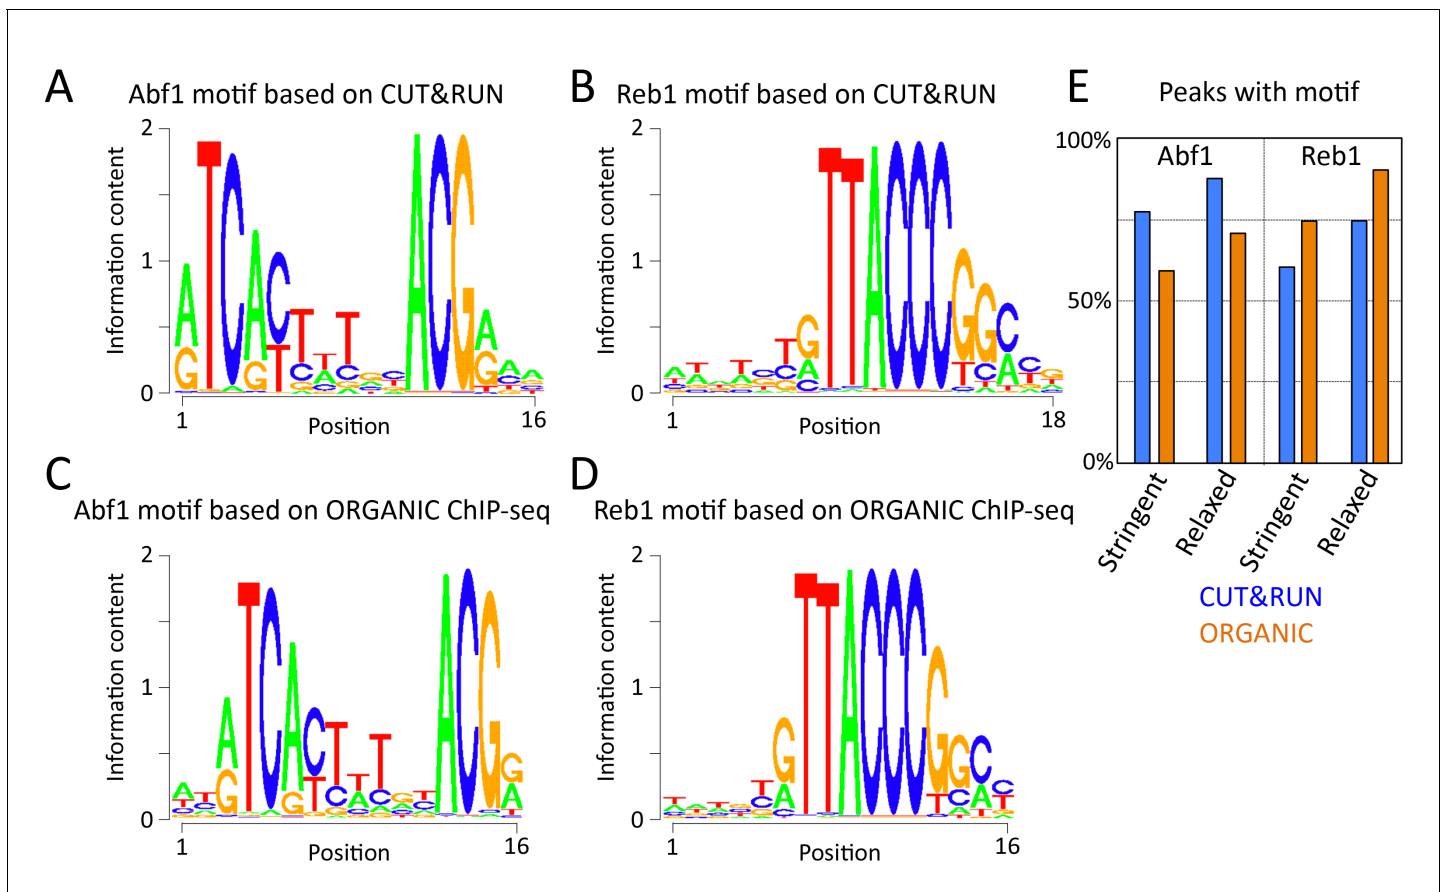 A
Abf1 motif based on CUT&RUN
Information content
2
1
0
1
16
Position
B
Reb1 motif based on CUT&RUN
Information content
2
1
0
1
18
Position
C
Abf1 motif based on ORGANIC ChIP-seq
Information content
2
1
0
1
16
Position
D
Reb1 motif based on ORGANIC ChIP-seq
Information content
2
1
0
1
16
Position
E
Peaks with motif
100%
50%
0%
Abf1
Reb1
Stringent
Relaxed
Stringent
Relaxed
CUT&RUN
ORGANIC